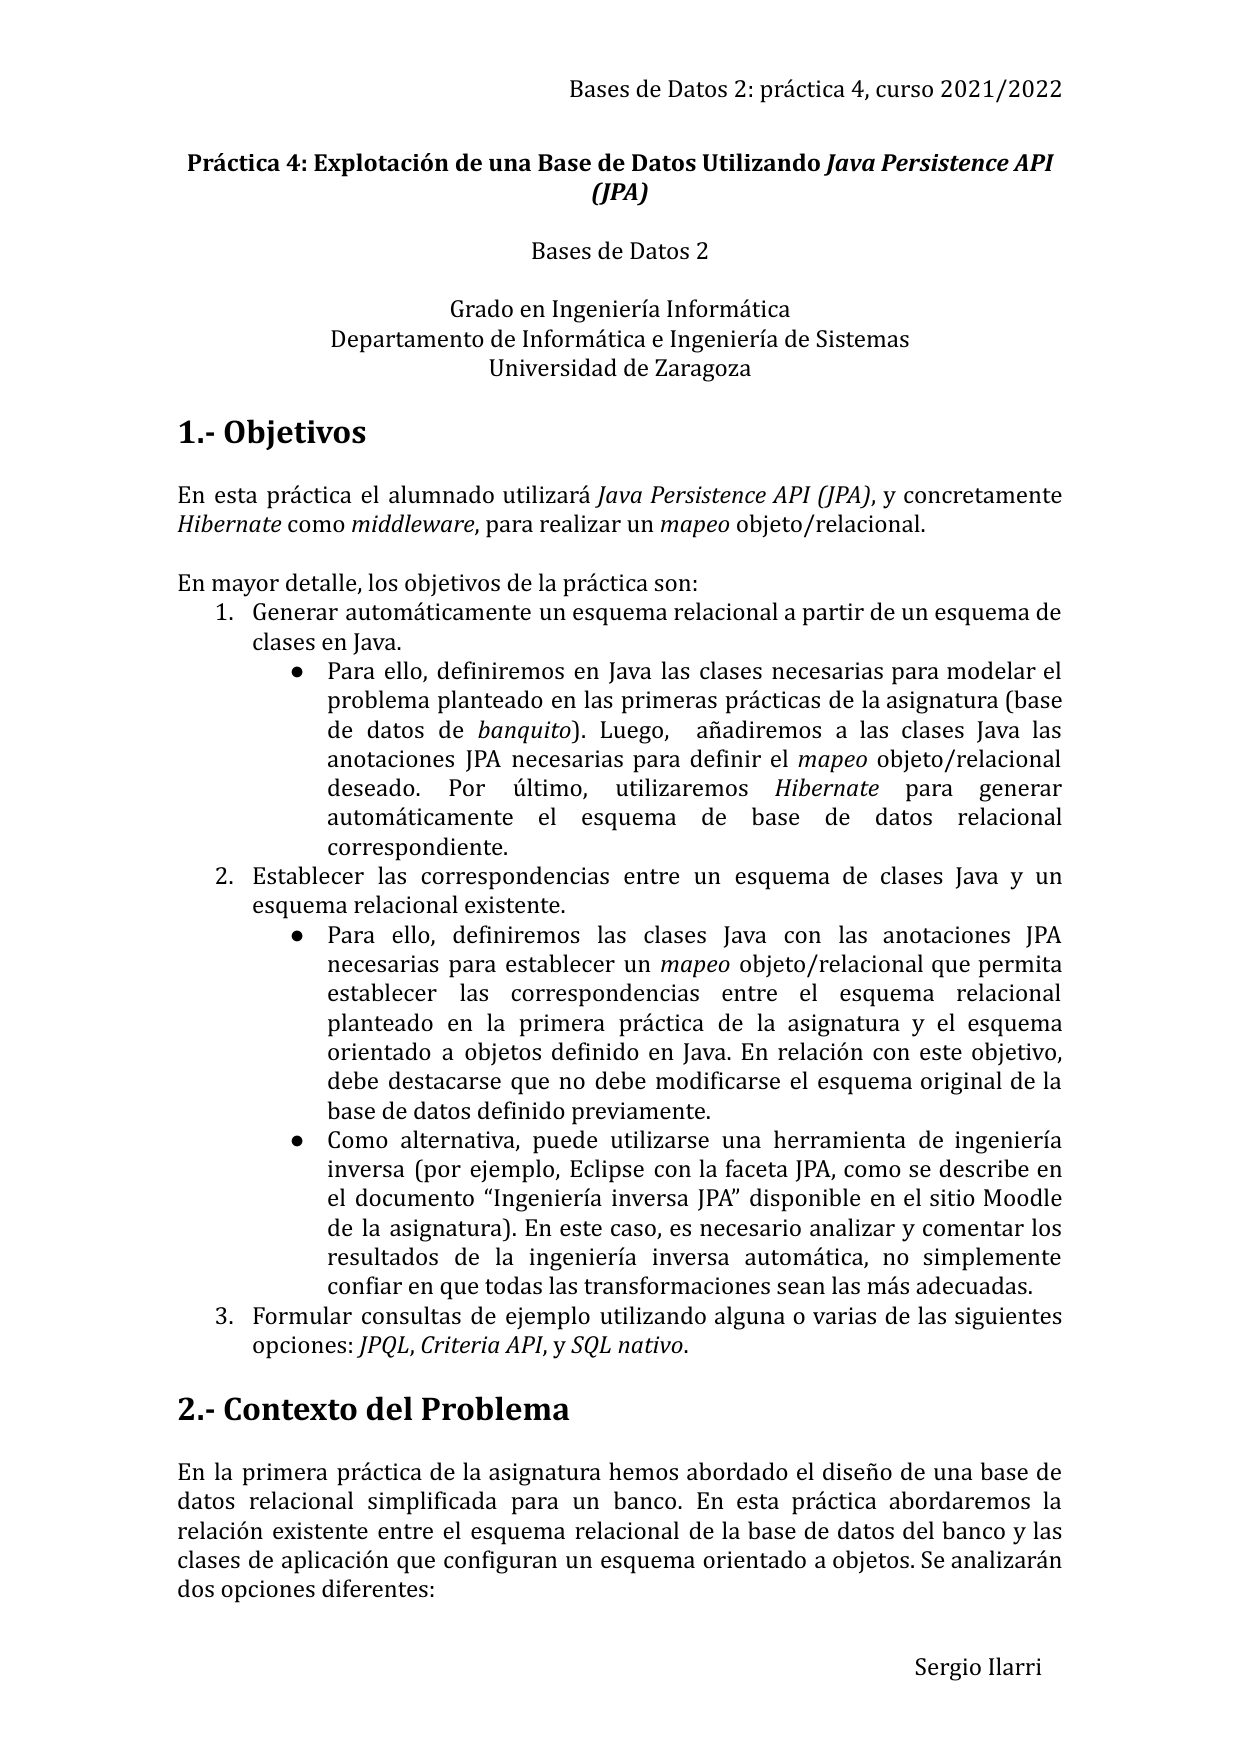 Bases de Datos 2: práctica 4, curso 2021/2022
Práctica 4: Explotación de una Base de Datos Utilizando Java Persistence API
(JPA)
Bases de Datos 2
Grado en Ingeniería Informática
Departamento de Informática e Ingeniería de Sistemas
Universidad de Zaragoza
1.- Objetivos
En esta práctica el alumnado utilizará Java Persistence API (JPA), y concretamente
Hibernate como middleware, para realizar un mapeo objeto/relacional.
En mayor detalle, los objetivos de la práctica son:
1. Generar automáticamente un esquema relacional a partir de un esquema de
clases en Java.
● Para ello, definiremos en Java las clases necesarias para modelar el
problema planteado en las primeras prácticas de la asignatura (base
de datos de banquito). Luego, añadiremos a las clases Java las
anotaciones JPA necesarias para definir el mapeo objeto/relacional
deseado. Por último, utilizaremos Hibernate para generar
automáticamente el esquema de base de datos relacional
correspondiente.
2. Establecer las correspondencias entre un esquema de clases Java y un
esquema relacional existente.
● Para ello, definiremos las clases Java con las anotaciones JPA
necesarias para establecer un mapeo objeto/relacional que permita
establecer las correspondencias entre el esquema relacional
planteado en la primera práctica de la asignatura y el esquema
orientado a objetos definido en Java. En relación con este objetivo,
debe destacarse que no debe modificarse el esquema original de la
base de datos definido previamente.
● Como alternativa, puede utilizarse una herramienta de ingeniería
inversa (por ejemplo, Eclipse con la faceta JPA, como se describe en
el documento “Ingeniería inversa JPA” disponible en el sitio Moodle
de la asignatura). En este caso, es necesario analizar y comentar los
resultados de la ingeniería inversa automática, no simplemente
confiar en que todas las transformaciones sean las más adecuadas.
3. Formular consultas de ejemplo utilizando alguna o varias de las siguientes
opciones: JPQL, Criteria API, y SQL nativo.
2.- Contexto del Problema
En la primera práctica de la asignatura hemos abordado el diseño de una base de
datos relacional simplificada para un banco. En esta práctica abordaremos la
relación existente entre el esquema relacional de la base de datos del banco y las
clases de aplicación que configuran un esquema orientado a objetos. Se analizarán
dos opciones diferentes:
Sergio Ilarri